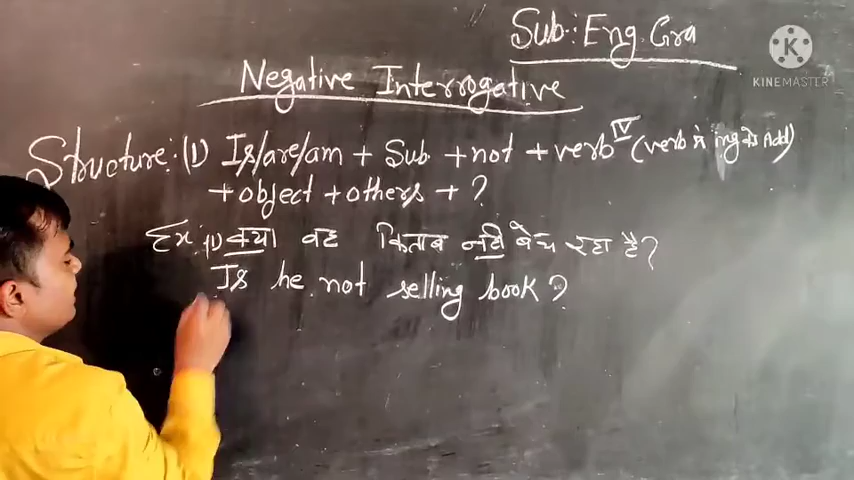 Sub:: Eng. Gra
KINEMASTER
Negative Interrogative
Structure:(1) Is/are/am + Sub + not + verb IV (verb में ing को Add)
+ object + others + ?
Ex. (1) क्या वह किताब नहीं बेच रहा है?
Is he not selling book ?